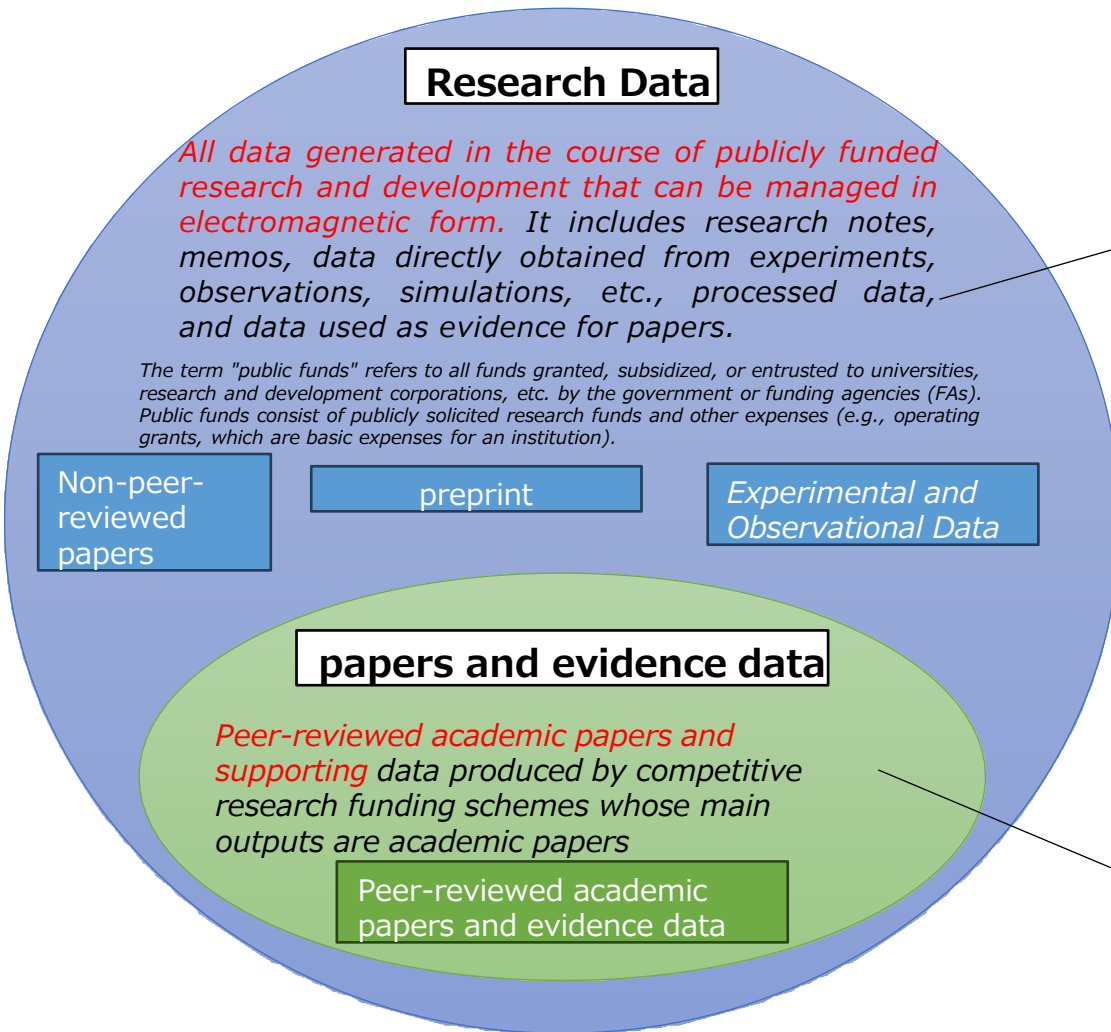 Research Data
All data generated in the course of publicly funded
research and development that can be managed in
electromagnetic form. It includes research notes,
memos, data directly obtained from experiments,
observations, simulations, etc., processed data,
and data used as evidence for papers.
The term "public funds" refers to all funds granted, subsidized, or entrusted to universities,
research and development corporations, etc. by the government or funding agencies (FAs).
Public funds consist of publicly solicited research funds and other expenses (e.g., operating
grants, which are basic expenses for an institution).
Non-peer-
reviewed
papers
preprint
Experimental and
Observational Data
papers and evidence data
Peer-reviewed academic papers and
supporting data produced by competitive
research funding schemes whose main
outputs are academic papers
Peer-reviewed academic
papers and evidence data